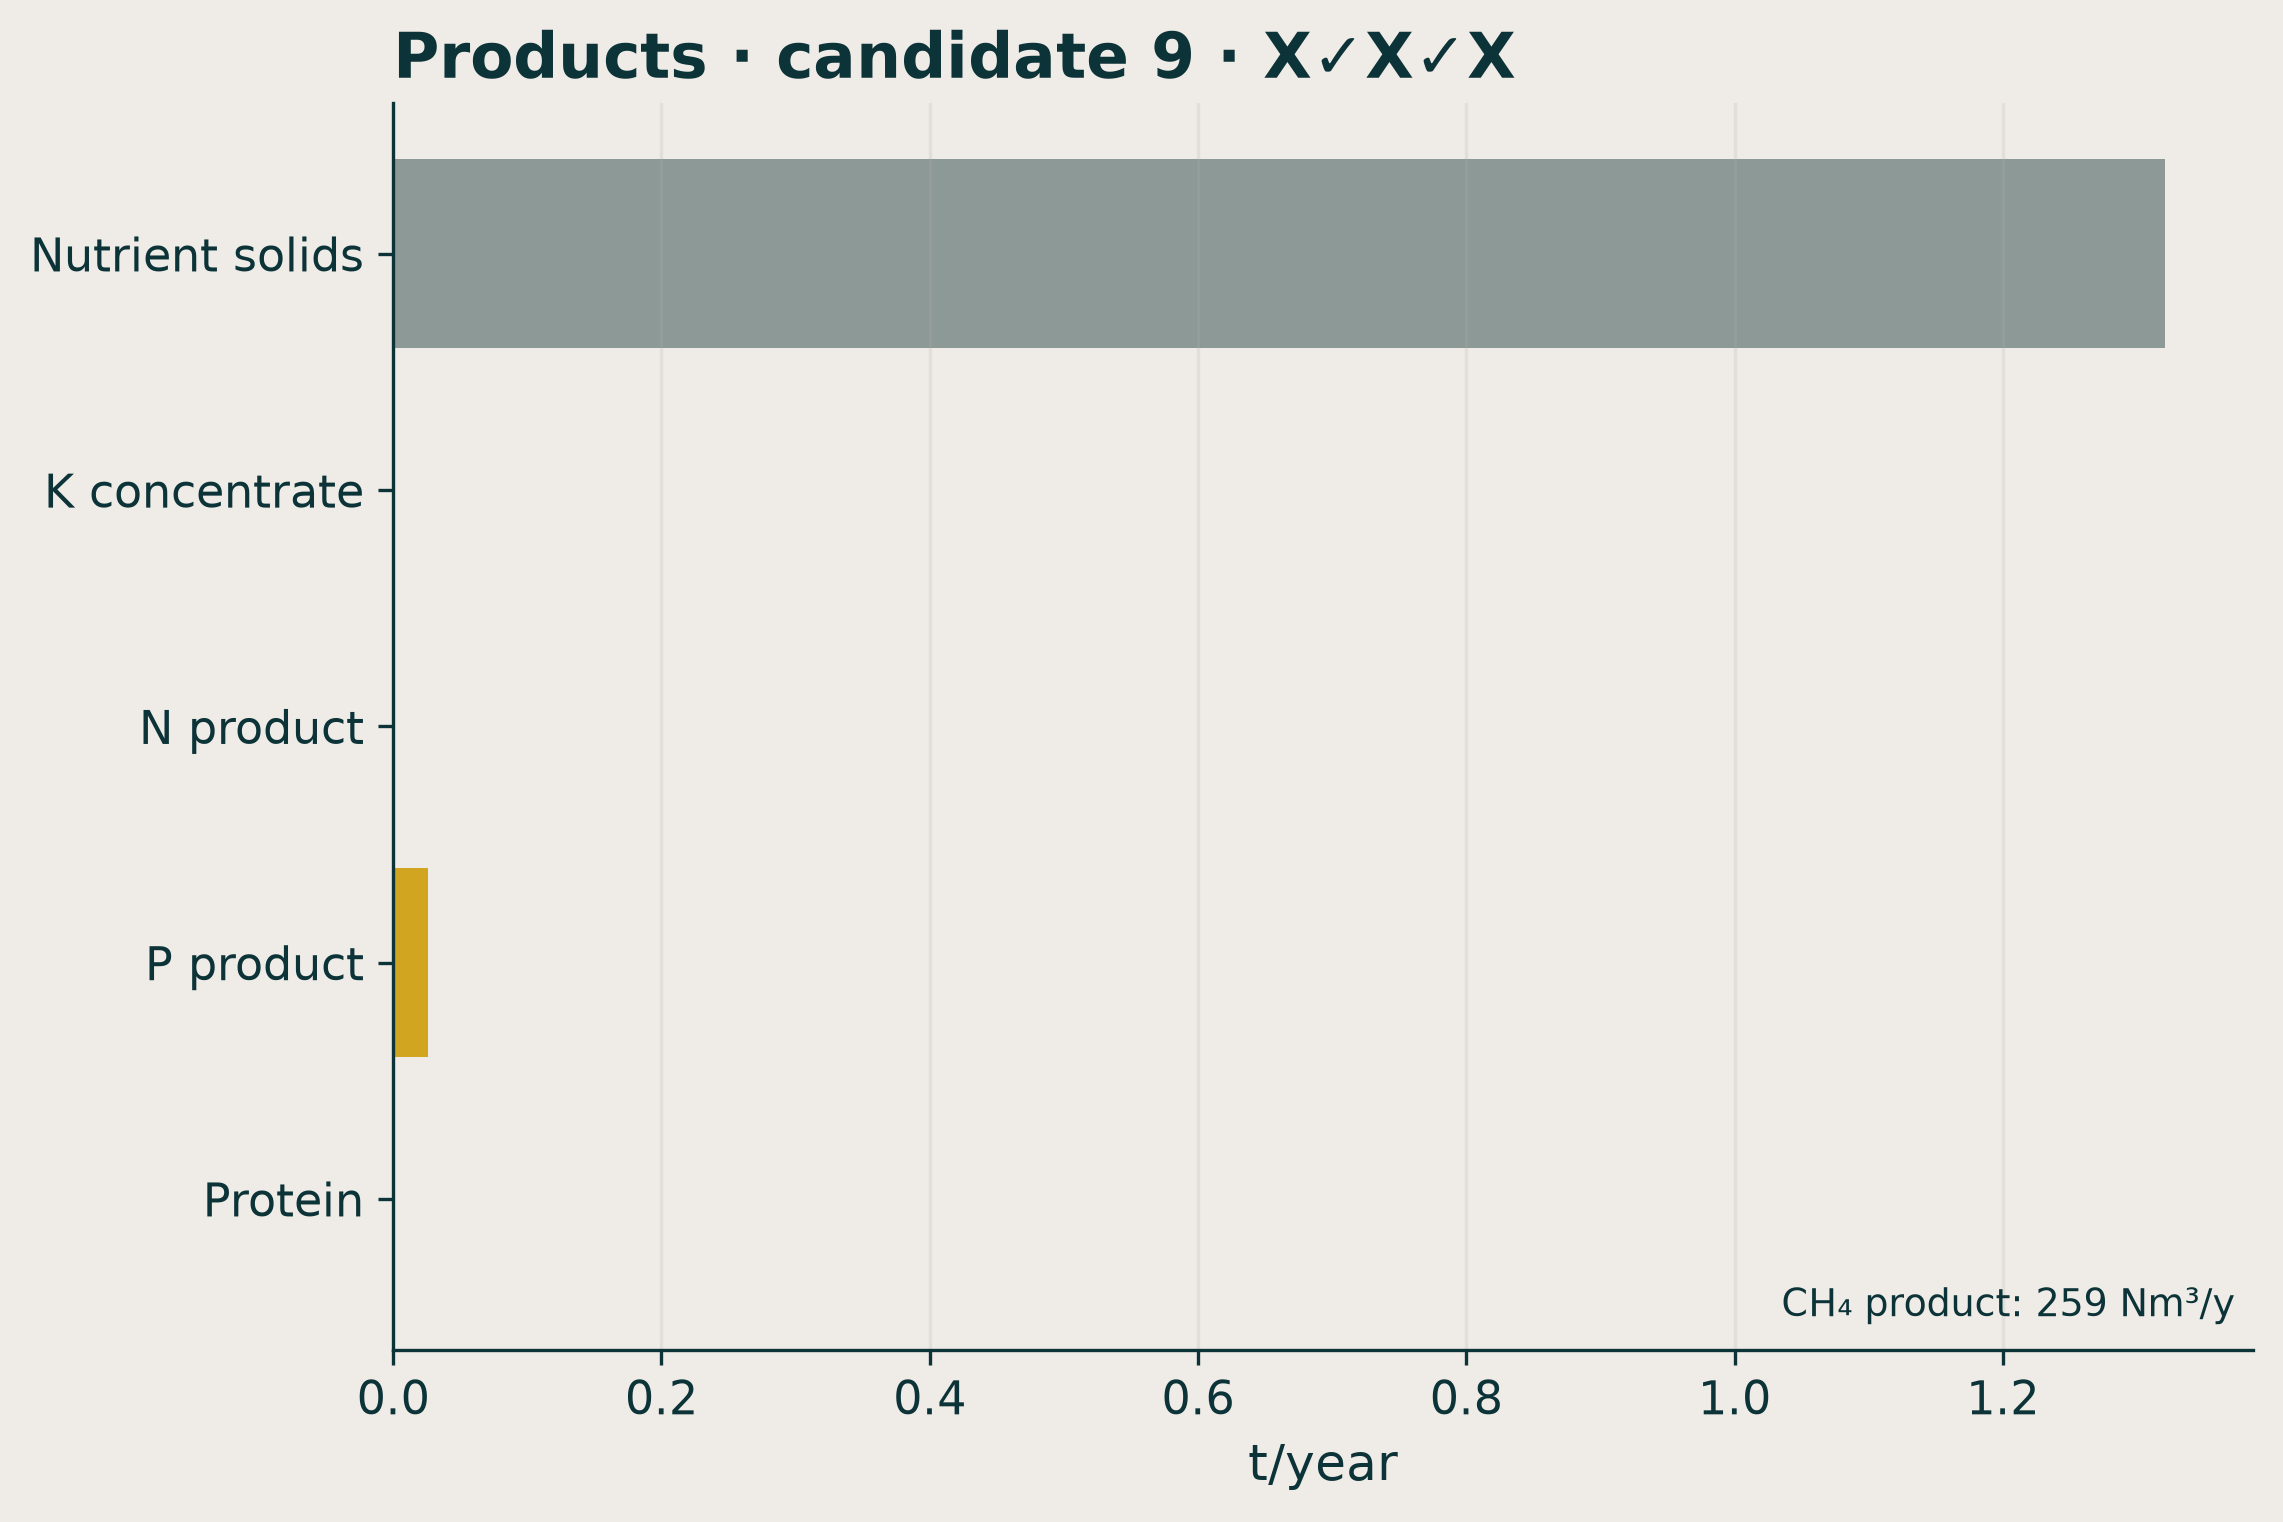 Products · candidate 9 · X✓X✓X
Nutrient solids
K concentrate
N product
P product
Protein
CH₄ product: 259 Nm³/y
0.0 0.2 0.4 0.6 0.8 1.0 1.2
t/year